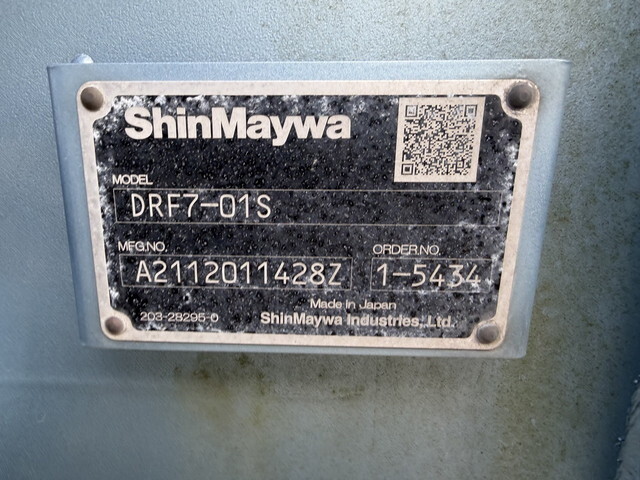 ShinMaywa
MODEL
DRF7-01S
MFG.NO. ORDER.NO.
A2112011428Z 1-5434
Made in Japan
203-28295-0 ShinMaywa Industries, Ltd.